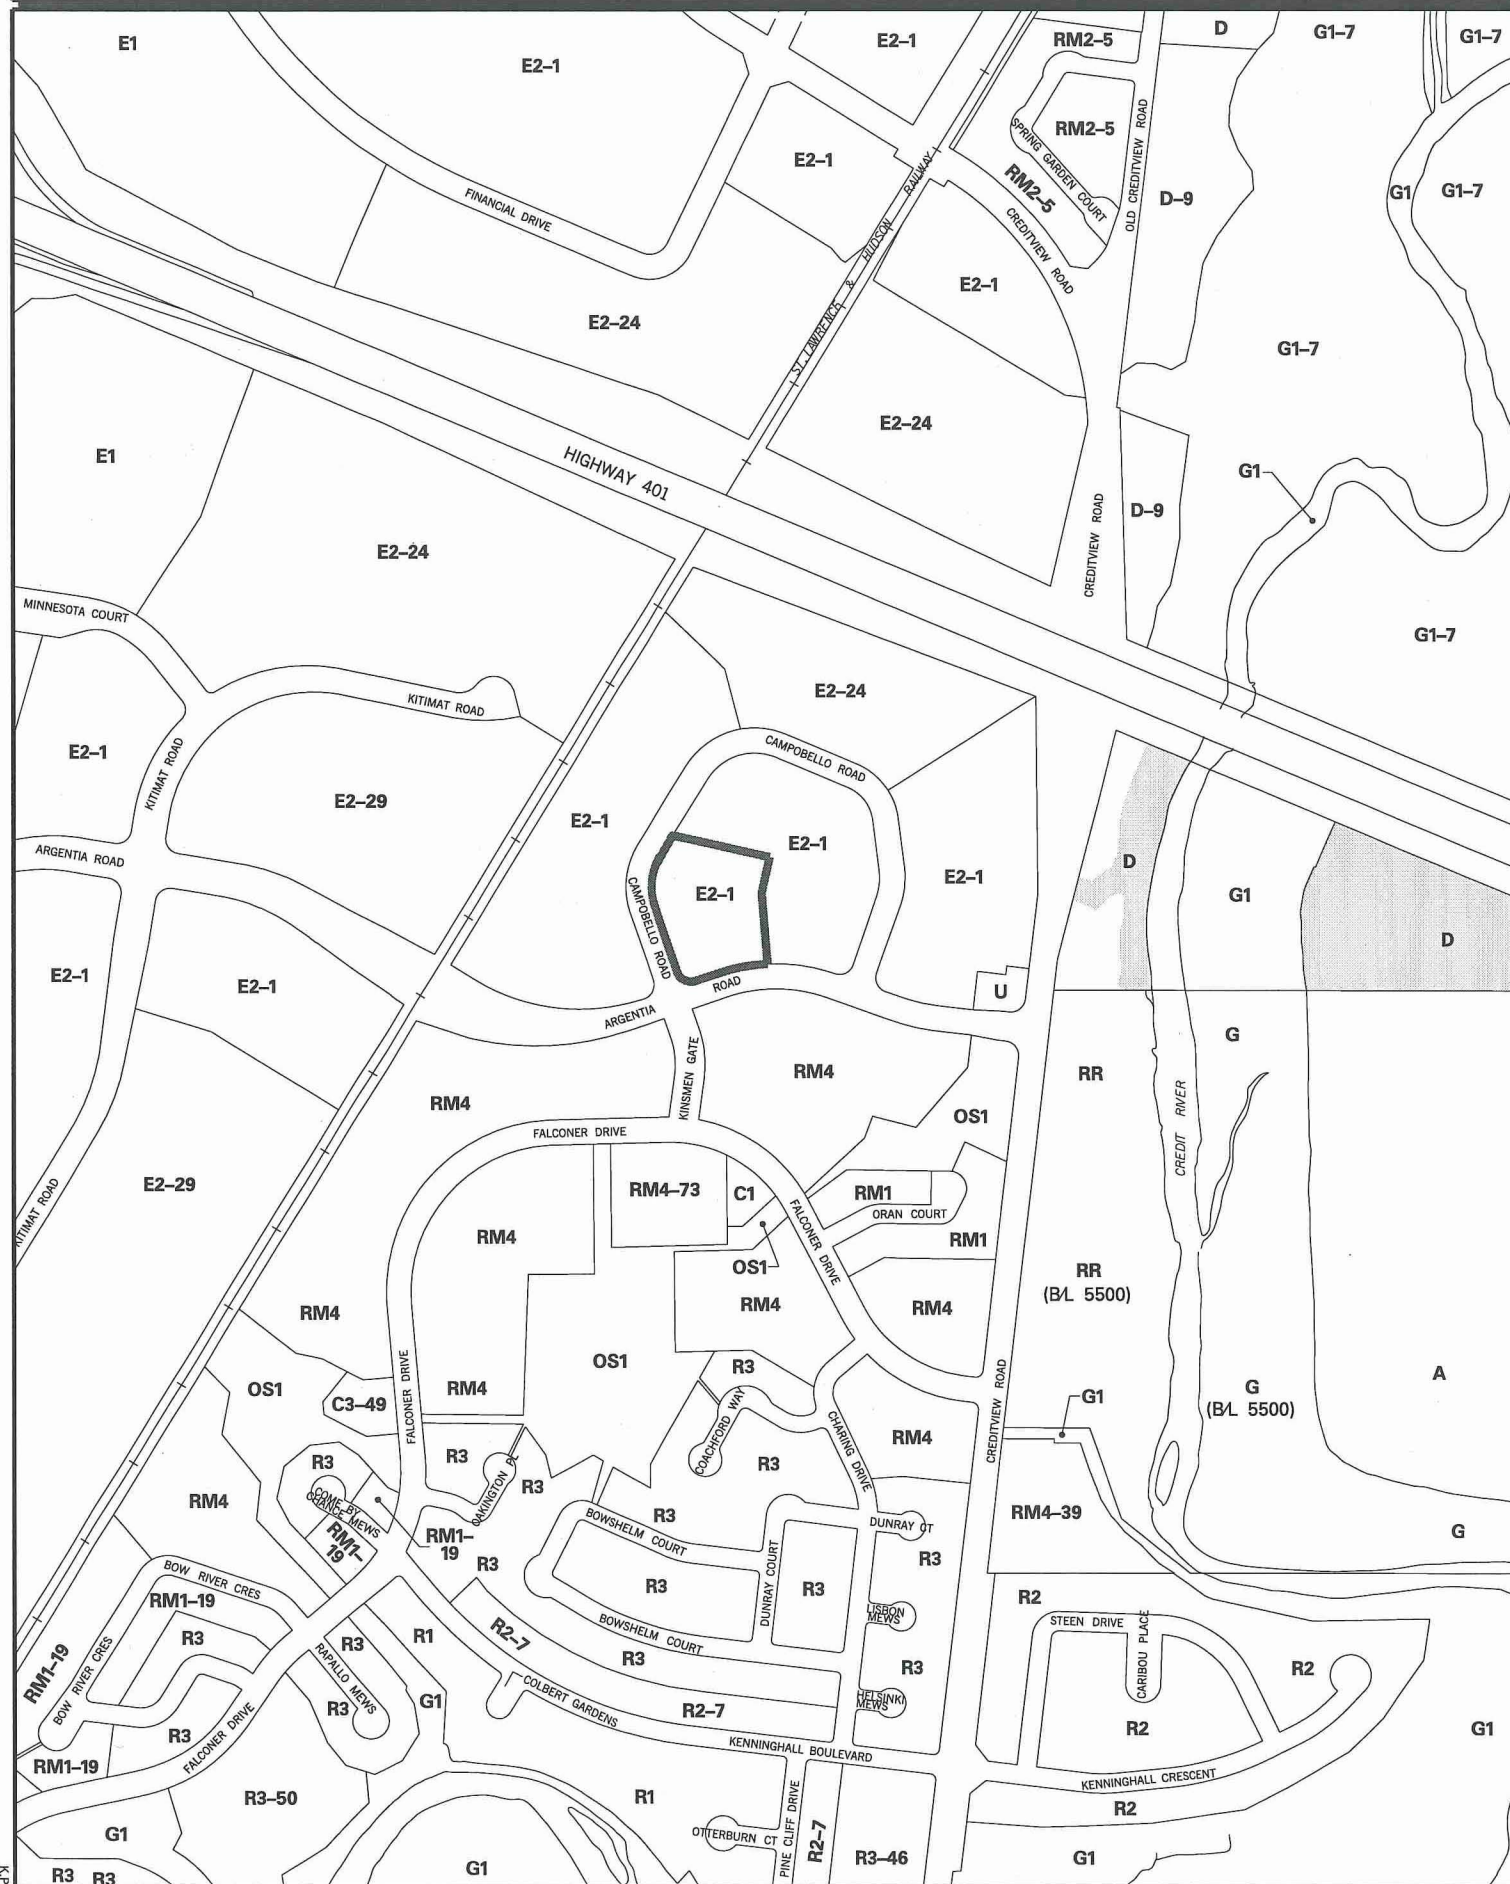 E1
E2–1
E2–1
RM2–5
D
G1–7
G1–7
RM2–5
SPRING GARDEN COURT
OLD CREDITVIEW ROAD
E2–1
RM2–5
D–9
G1
G1–7
FINANCIAL DRIVE
ST. LAWRENCE & HUDSON RAILWAY
CREDITVIEW ROAD
E2–1
E2–24
G1–7
E2–24
E1
HIGHWAY 401
G1
CREDITVIEW ROAD
D–9
E2–24
MINNESOTA COURT
G1–7
KITIMAT ROAD
E2–24
E2–1
KITIMAT ROAD
CAMPOBELLO ROAD
E2–29
E2–1
E2–1
ARGENTIA ROAD
D
E2–1
CAMPOBELLO ROAD
E2–1
G1
D
E2–1
E2–1
ARGENTIA ROAD
U
G
KINSMEN GATE
RM4
RR
RM4
OS1
CREDIT RIVER
FALCONER DRIVE
KITIMAT ROAD
E2–29
RM4–73
C1
RM1
ORAN COURT
FALCONER DRIVE
RM4
RM1
OS1
RR
(B/L 5500)
RM4
RM4
RM4
OS1
R3
A
OS1
C3–49
FALCONER DRIVE
RM4
COACHFORD WAY
CHARING DRIVE
CREDITVIEW ROAD
G1
G
(B/L 5500)
RM4
R3
R3
OAKINGTON PL
R3
R3
COME BY
CHANCE MEWS
RM4
RM1–
19
RM1–
19
R3
R3
BOWSHELM COURT
DUNRAY CT
RM4–39
G
R3
R3
DUNRAY COURT
R3
BOW RIVER CRES
RM1–19
R3
R2
LISBON
MEWS
STEEN DRIVE
CARIBOU PLACE
BOWSHELM COURT
R2–7
R1
R3
RAPALLO MEWS
RM1–19
BOW RIVER CRES
R3
R3
R2
HELSINKI
MEWS
R3
G1
COLBERT GARDENS
R2–7
R2
G1
R3
FALCONER DRIVE
KENNINGHALL BOULEVARD
RM1–19
KENNINGHALL CRESCENT
R3–50
R1
R2
G1
OTTERBURN CT
PINE CLIFF DRIVE
R2–7
R3–46
G1
G1
R3
R3